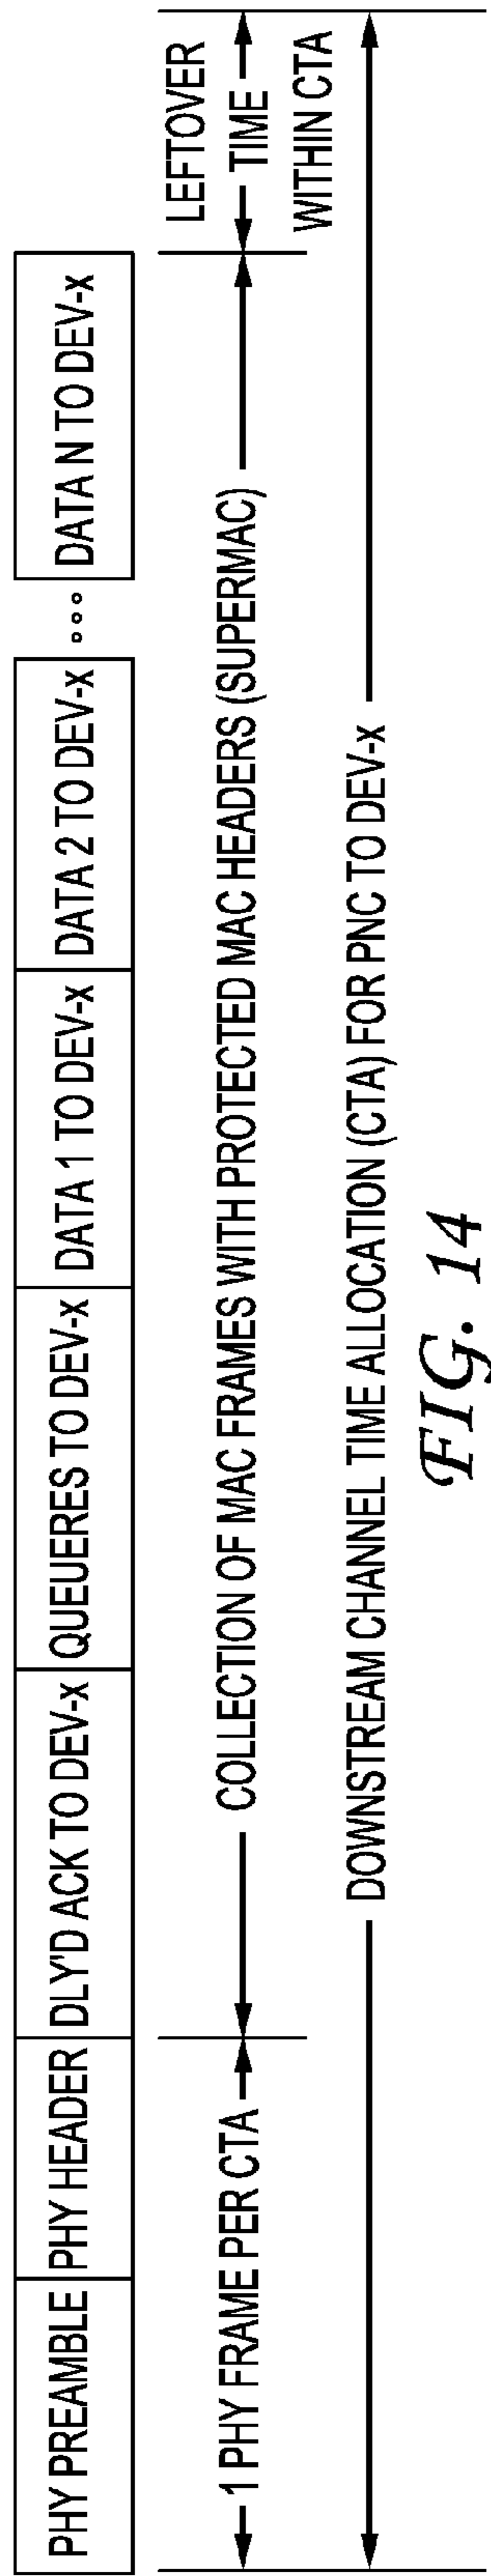 PHY PREAMBLE
PHY HEADER
DLY'D ACK TO DEV-x
QUEUERES TO DEV-x
DATA 1 TO DEV-x
DATA 2 TO DEV-x
°°°
DATA N TO DEV-x
1 PHY FRAME PER CTA
COLLECTION OF MAC FRAMES WITH PROTECTED MAC HEADERS (SUPERMAC)
LEFTOVER
TIME
WITHIN CTA
DOWNSTREAM CHANNEL TIME ALLOCATION (CTA) FOR PNC TO DEV-x
FIG. 14